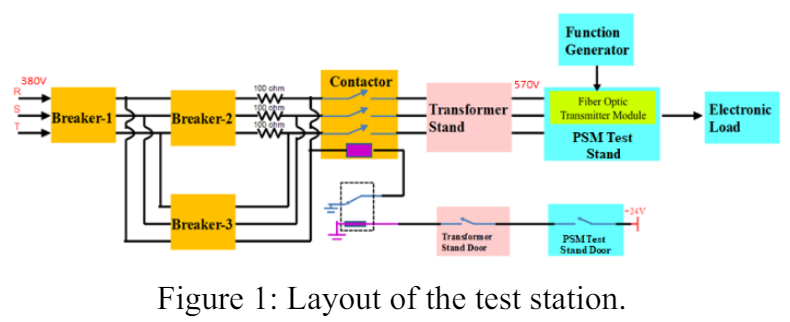 Function
Generator
380V
R
S
T
Breaker-1
Breaker-2
100 ohm
100 ohm
100 ohm
Contactor
Transformer
Stand
570V
Fiber Optic
Transmitter Module
PSM Test
Stand
Electronic
Load
Breaker-3
Transformer
Stand Door
PSM Test
Stand Door
+24V
Figure 1: Layout of the test station.